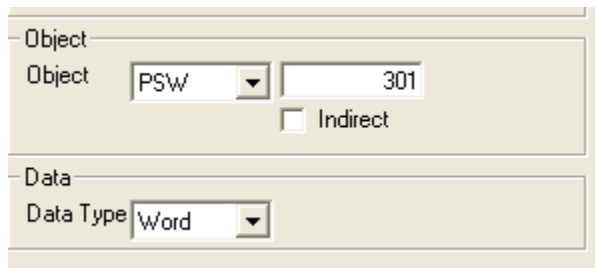 Object
Object PSW 301
Indirect
Data
Data Type Word